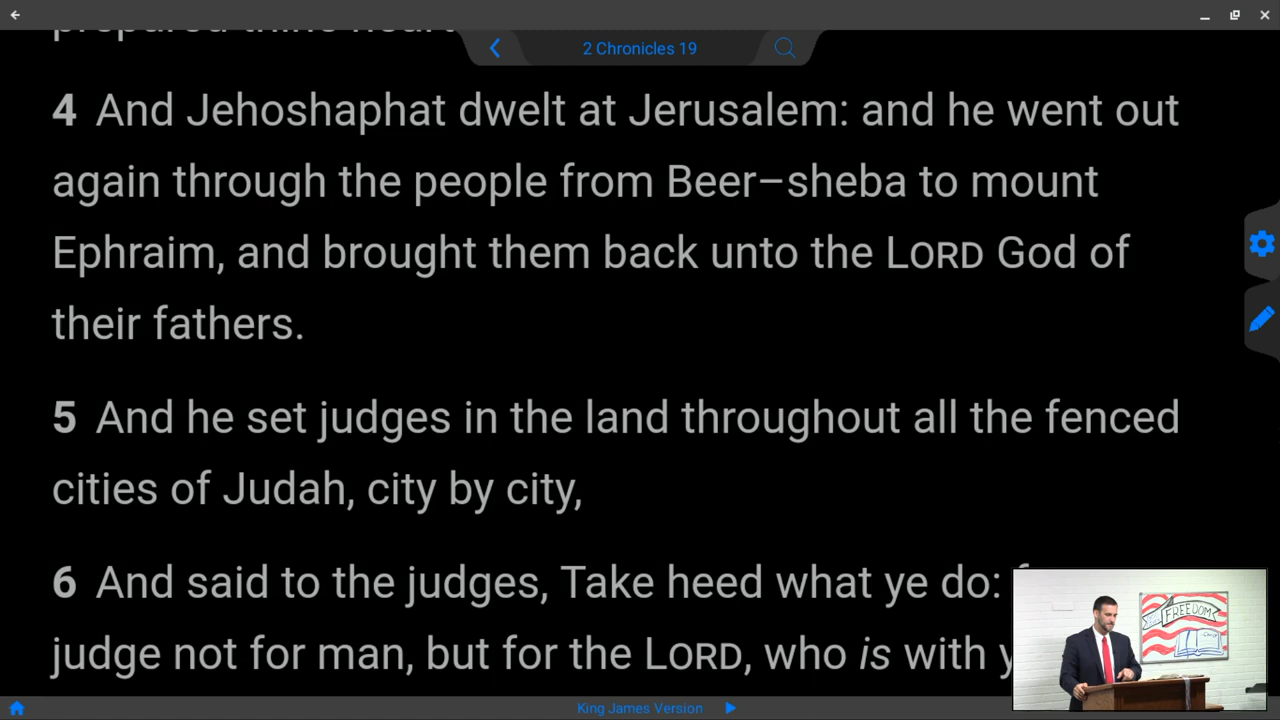 prepared thine heart
2 Chronicles 19
4 And Jehoshaphat dwelt at Jerusalem: and he went out
again through the people from Beer–sheba to mount
Ephraim, and brought them back unto the LORD God of
their fathers.
5 And he set judges in the land throughout all the fenced
cities of Judah, city by city,
6 And said to the judges, Take heed what ye do:
judge not for man, but for the LORD, who is with
FREEDOM
King James Version